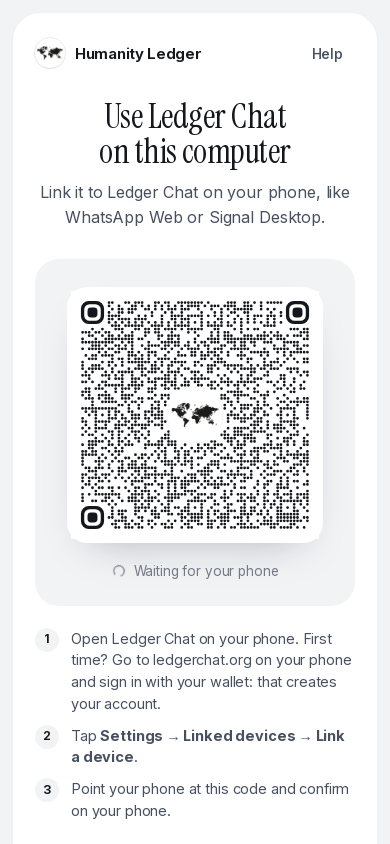 Humanity Ledger
Help
Use Ledger Chat
on this computer
Link it to Ledger Chat on your phone, like
WhatsApp Web or Signal Desktop.
Waiting for your phone
1 Open Ledger Chat on your phone. First
time? Go to ledgerchat.org on your phone
and sign in with your wallet: that creates
your account.
2 Tap Settings → Linked devices → Link
a device.
3 Point your phone at this code and confirm
on your phone.